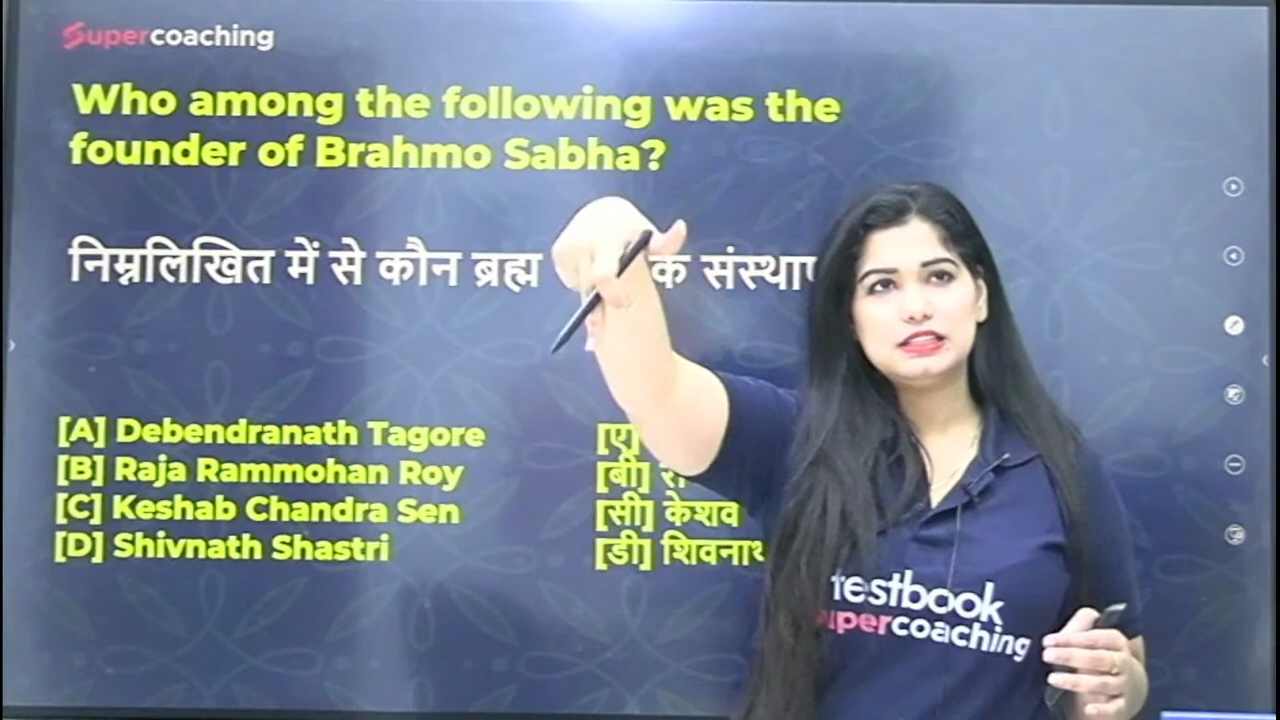 Supercoaching
Who among the following was the
founder of Brahmo Sabha?
निम्नलिखित में से कौन ब्रह्म क
[A] Debendranath Tagore [ए]
[B] Raja Rammohan Roy [बी]
[C] Keshab Chandra Sen [सी] केशव
[D] Shivnath Shastri [डी]
testbook
supercoaching